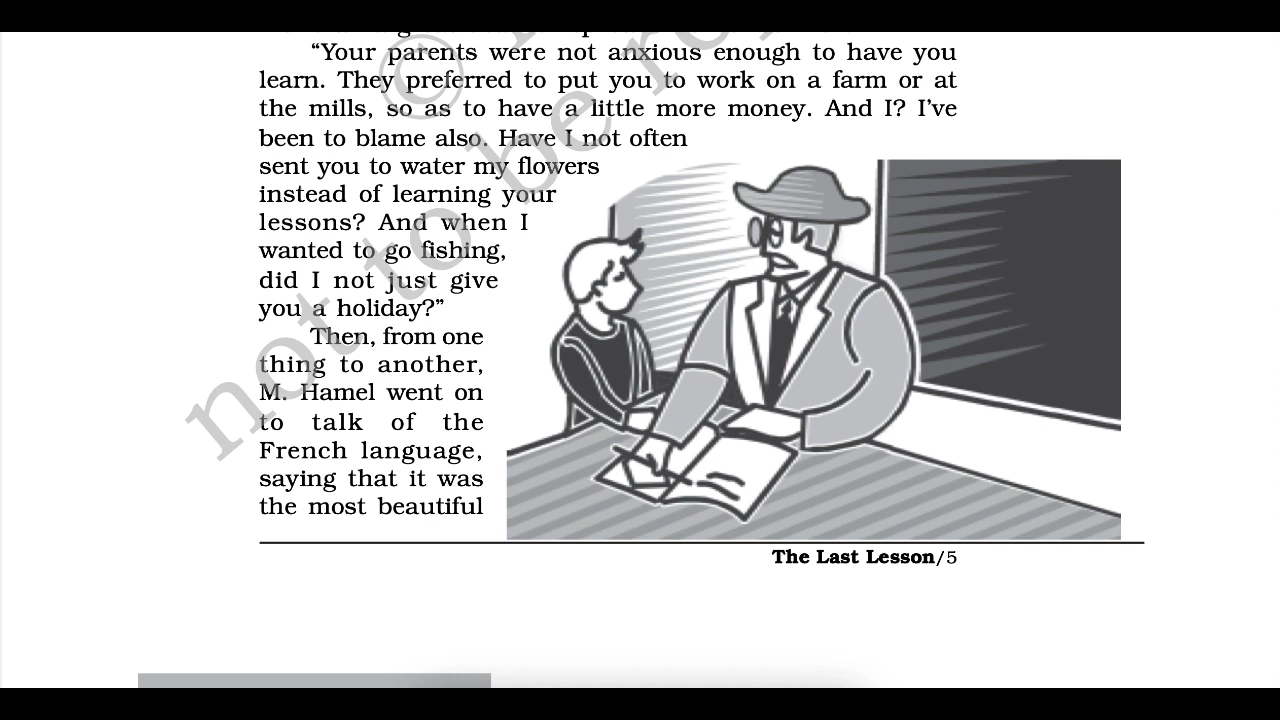 “Your parents were not anxious enough to have you
learn. They preferred to put you to work on a farm or at
the mills, so as to have a little more money. And I? I’ve
been to blame also. Have I not often
sent you to water my flowers
instead of learning your
lessons? And when I
wanted to go fishing,
did I not just give
you a holiday?”
Then, from one
thing to another,
M. Hamel went on
to talk of the
French language,
saying that it was
the most beautiful
The Last Lesson/5
©
not to be